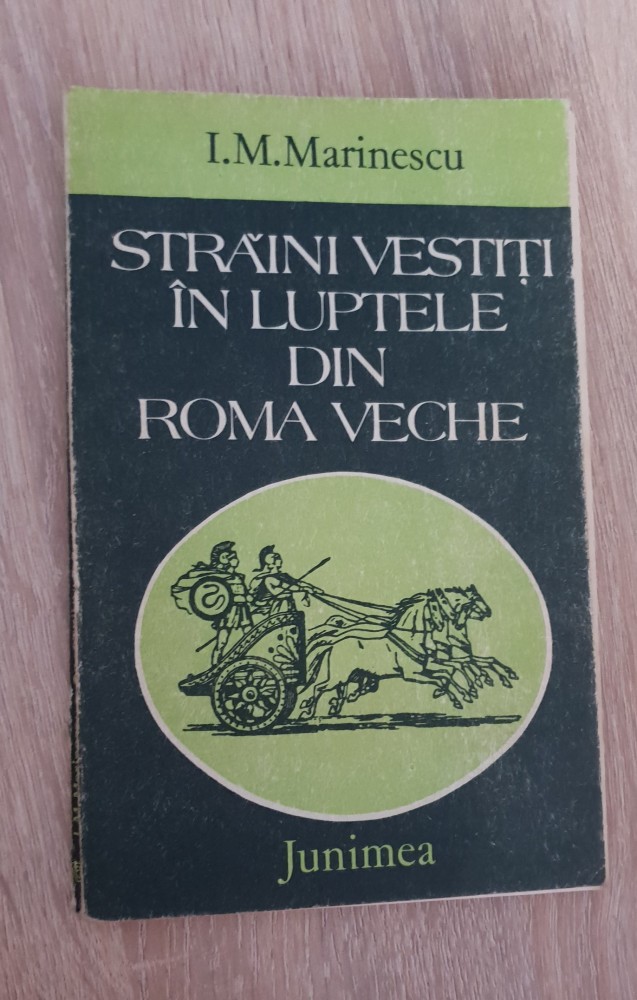 I.M.Marinescu
STRĂINI VESTIȚI
ÎN LUPTELE
DIN
ROMA VECHE
Junimea